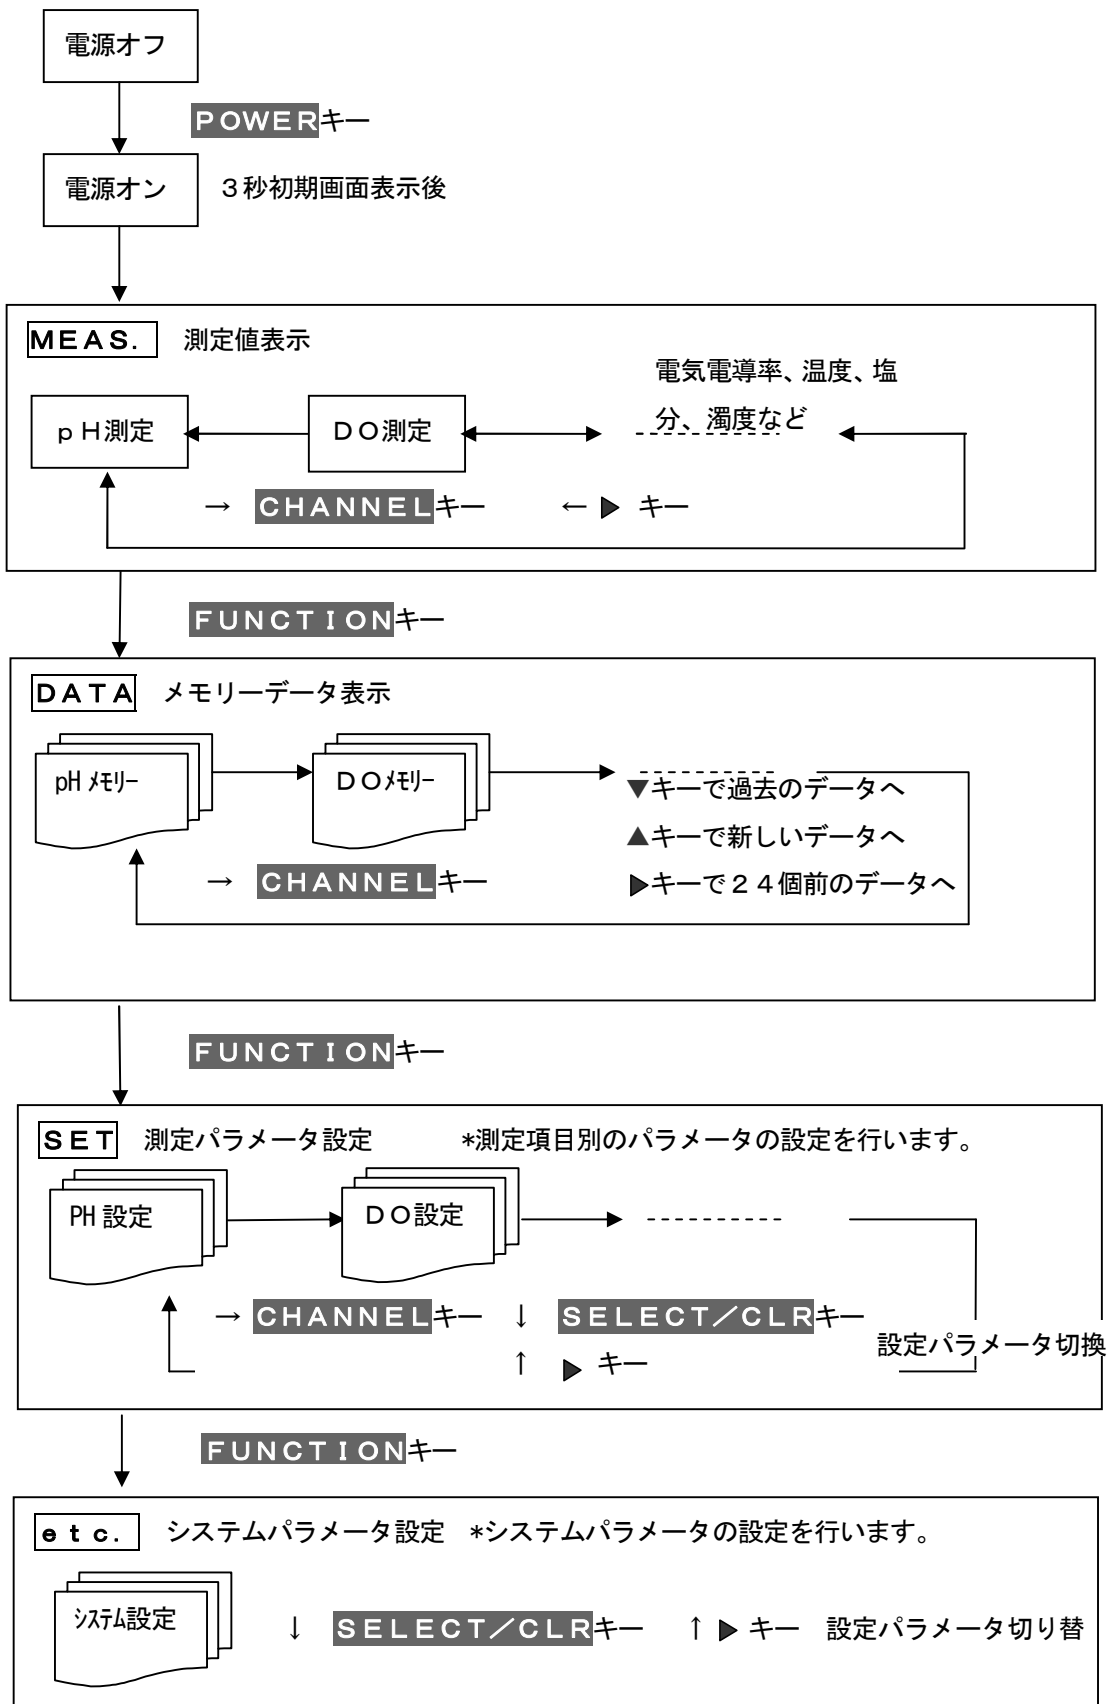 電源オフ
POWERキー
電源オン ３秒初期画面表示後
MEAS. 測定値表示
電気電導率、温度、塩
分、濁度など
ｐＨ測定 ＤＯ測定
→ CHANNELキー ← ▶ キー
FUNCTIONキー
DATA メモリーデータ表示
pH ﾒﾓﾘｰ ＤＯﾒﾓﾘｰ
▼キーで過去のデータへ
▲キーで新しいデータへ
→ CHANNELキー
▶キーで２４個前のデータへ
FUNCTIONキー
SET 測定パラメータ設定 *測定項目別のパラメータの設定を行います。
PH 設定 ＤＯ設定
→ CHANNELキー ↓ SELECT／CLRキー
設定パラメータ切換
↑ ▶ キー
FUNCTIONキー
etc. システムパラメータ設定 *システムパラメータの設定を行います。
ｼｽﾃﾑ設定 ↓ SELECT／CLRキー ↑ ▶ キー 設定パラメータ切り替